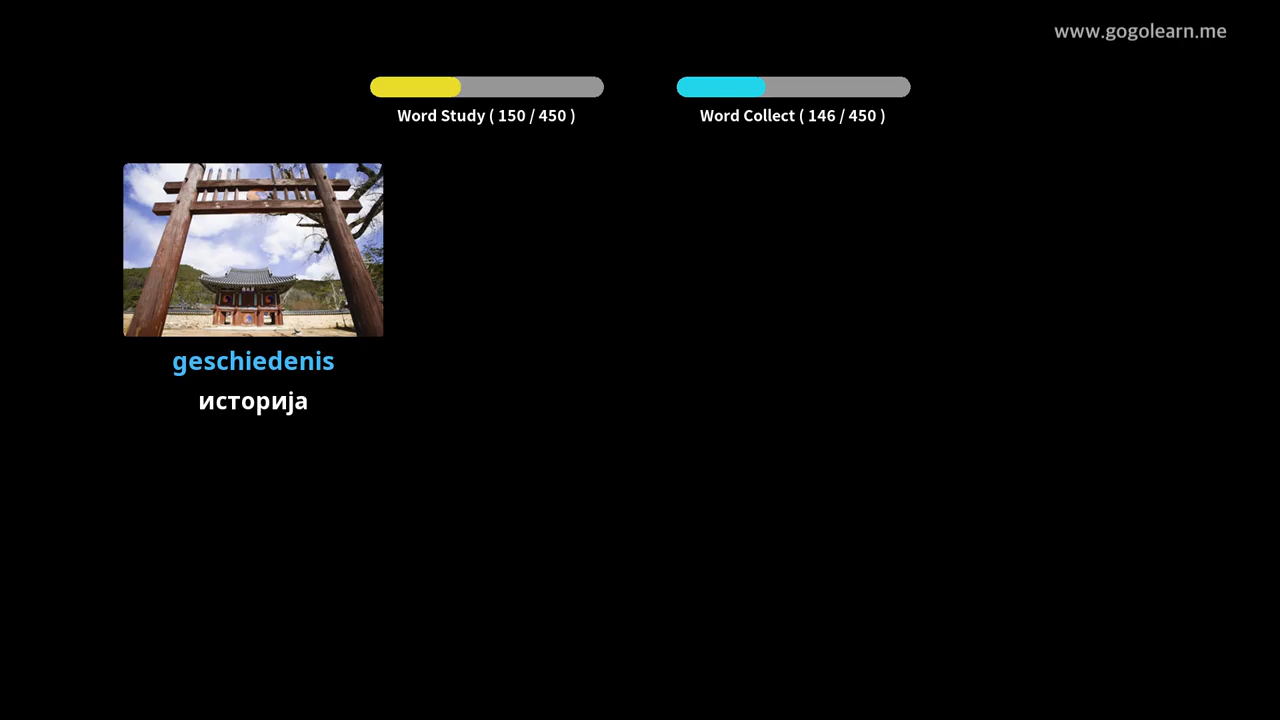 www.gogolearn.me
Word Study ( 150 / 450 )
Word Collect ( 146 / 450 )
geschiedenis
историја